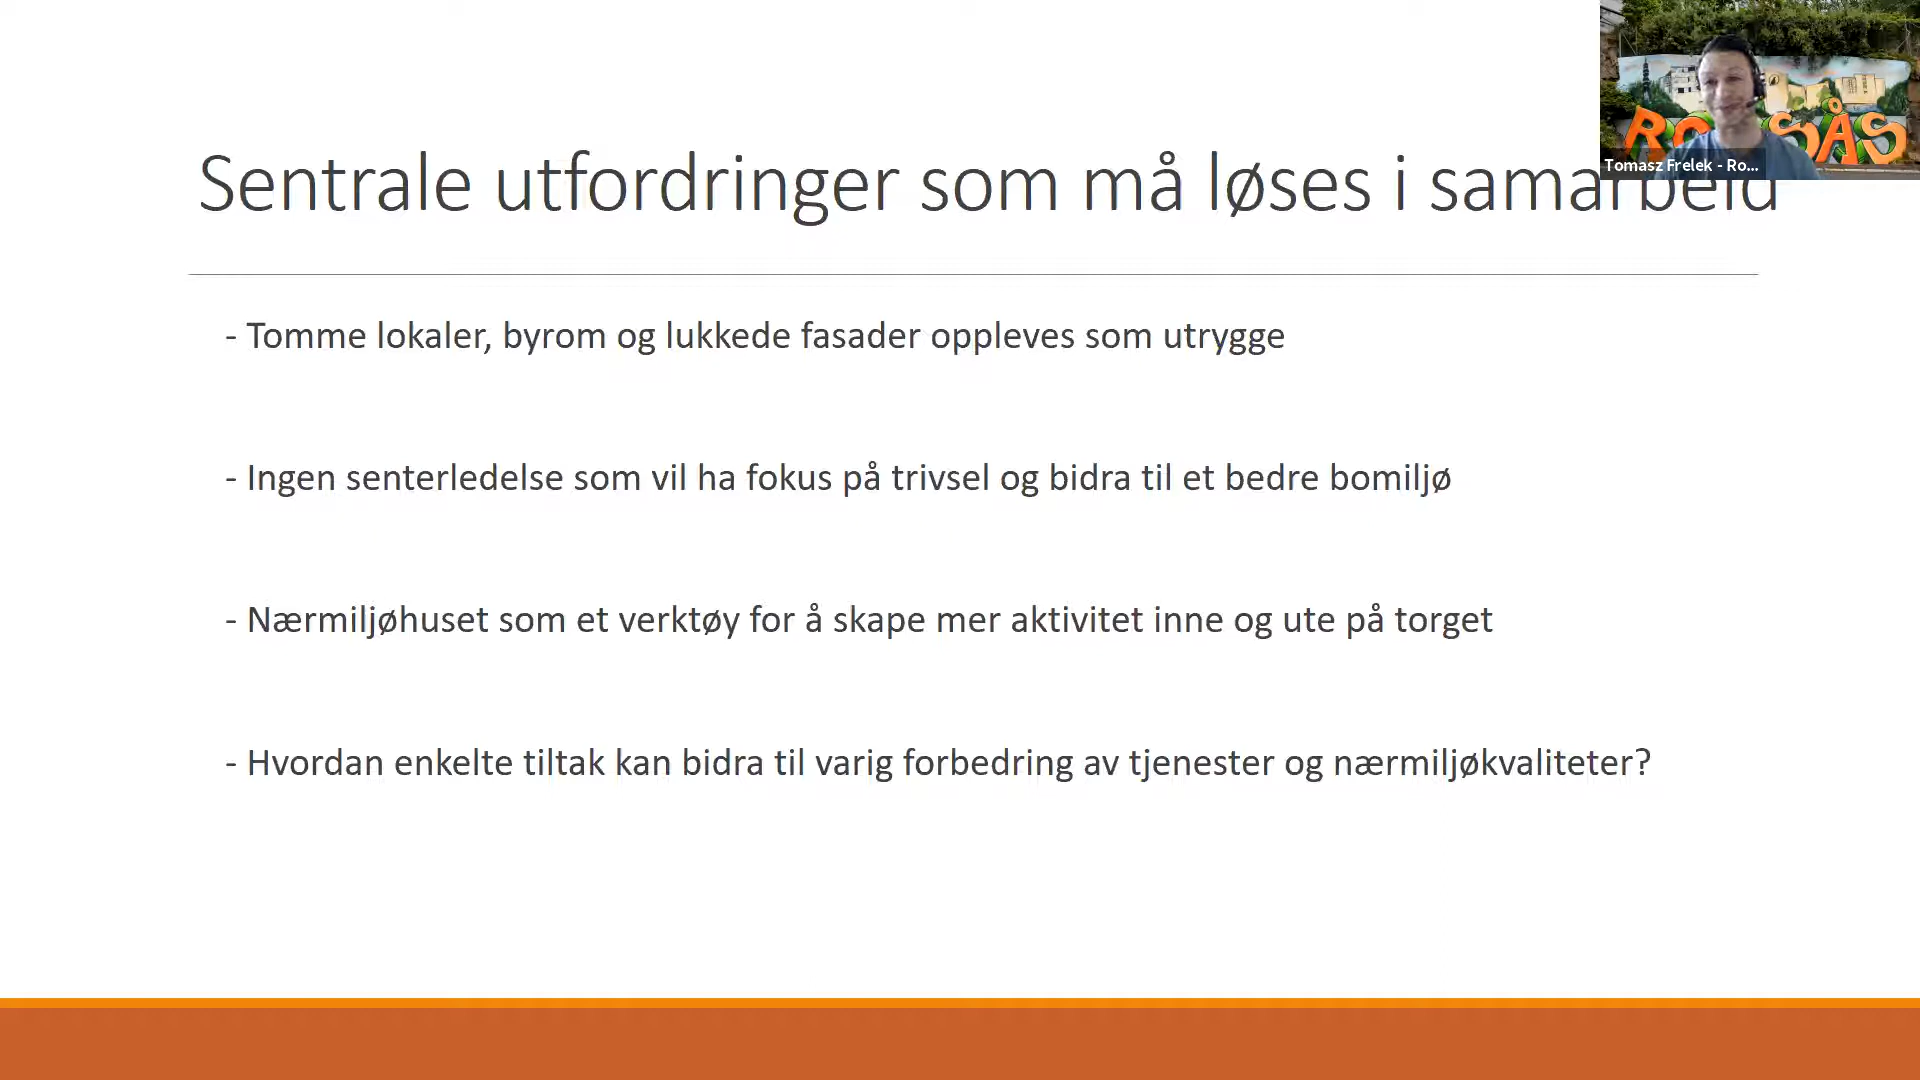 Sentrale utfordringer som må løses i samarbeid
Tomasz Frelek - Ro...
- Tomme lokaler, byrom og lukkede fasader oppleves som utrygge
- Ingen senterledelse som vil ha fokus på trivsel og bidra til et bedre bomiljø
- Nærmiljøhuset som et verktøy for å skape mer aktivitet inne og ute på torget
- Hvordan enkelte tiltak kan bidra til varig forbedring av tjenester og nærmiljøkvaliteter?